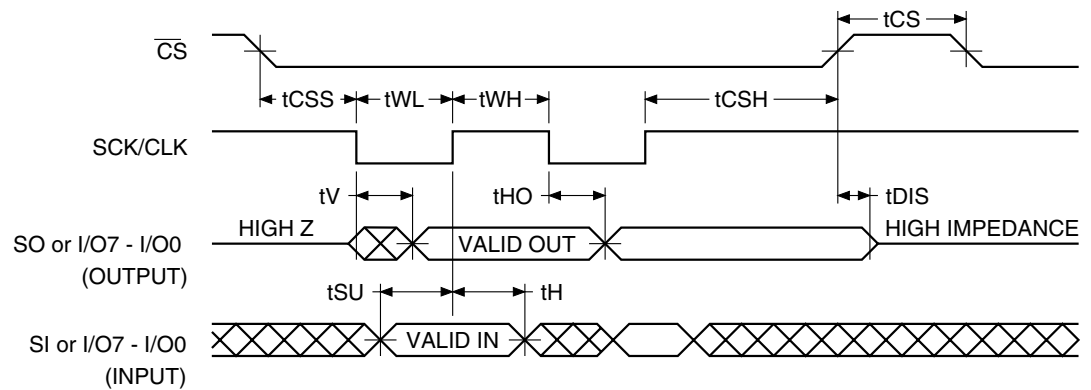 tCS
CS
tCSS tWL tWH tCSH
SCK/CLK
tV tHO tDIS
HIGH Z VALID OUT HIGH IMPEDANCE
SO or I/O7 - I/O0
(OUTPUT)
tSU tH
VALID IN
SI or I/O7 - I/O0
(INPUT)